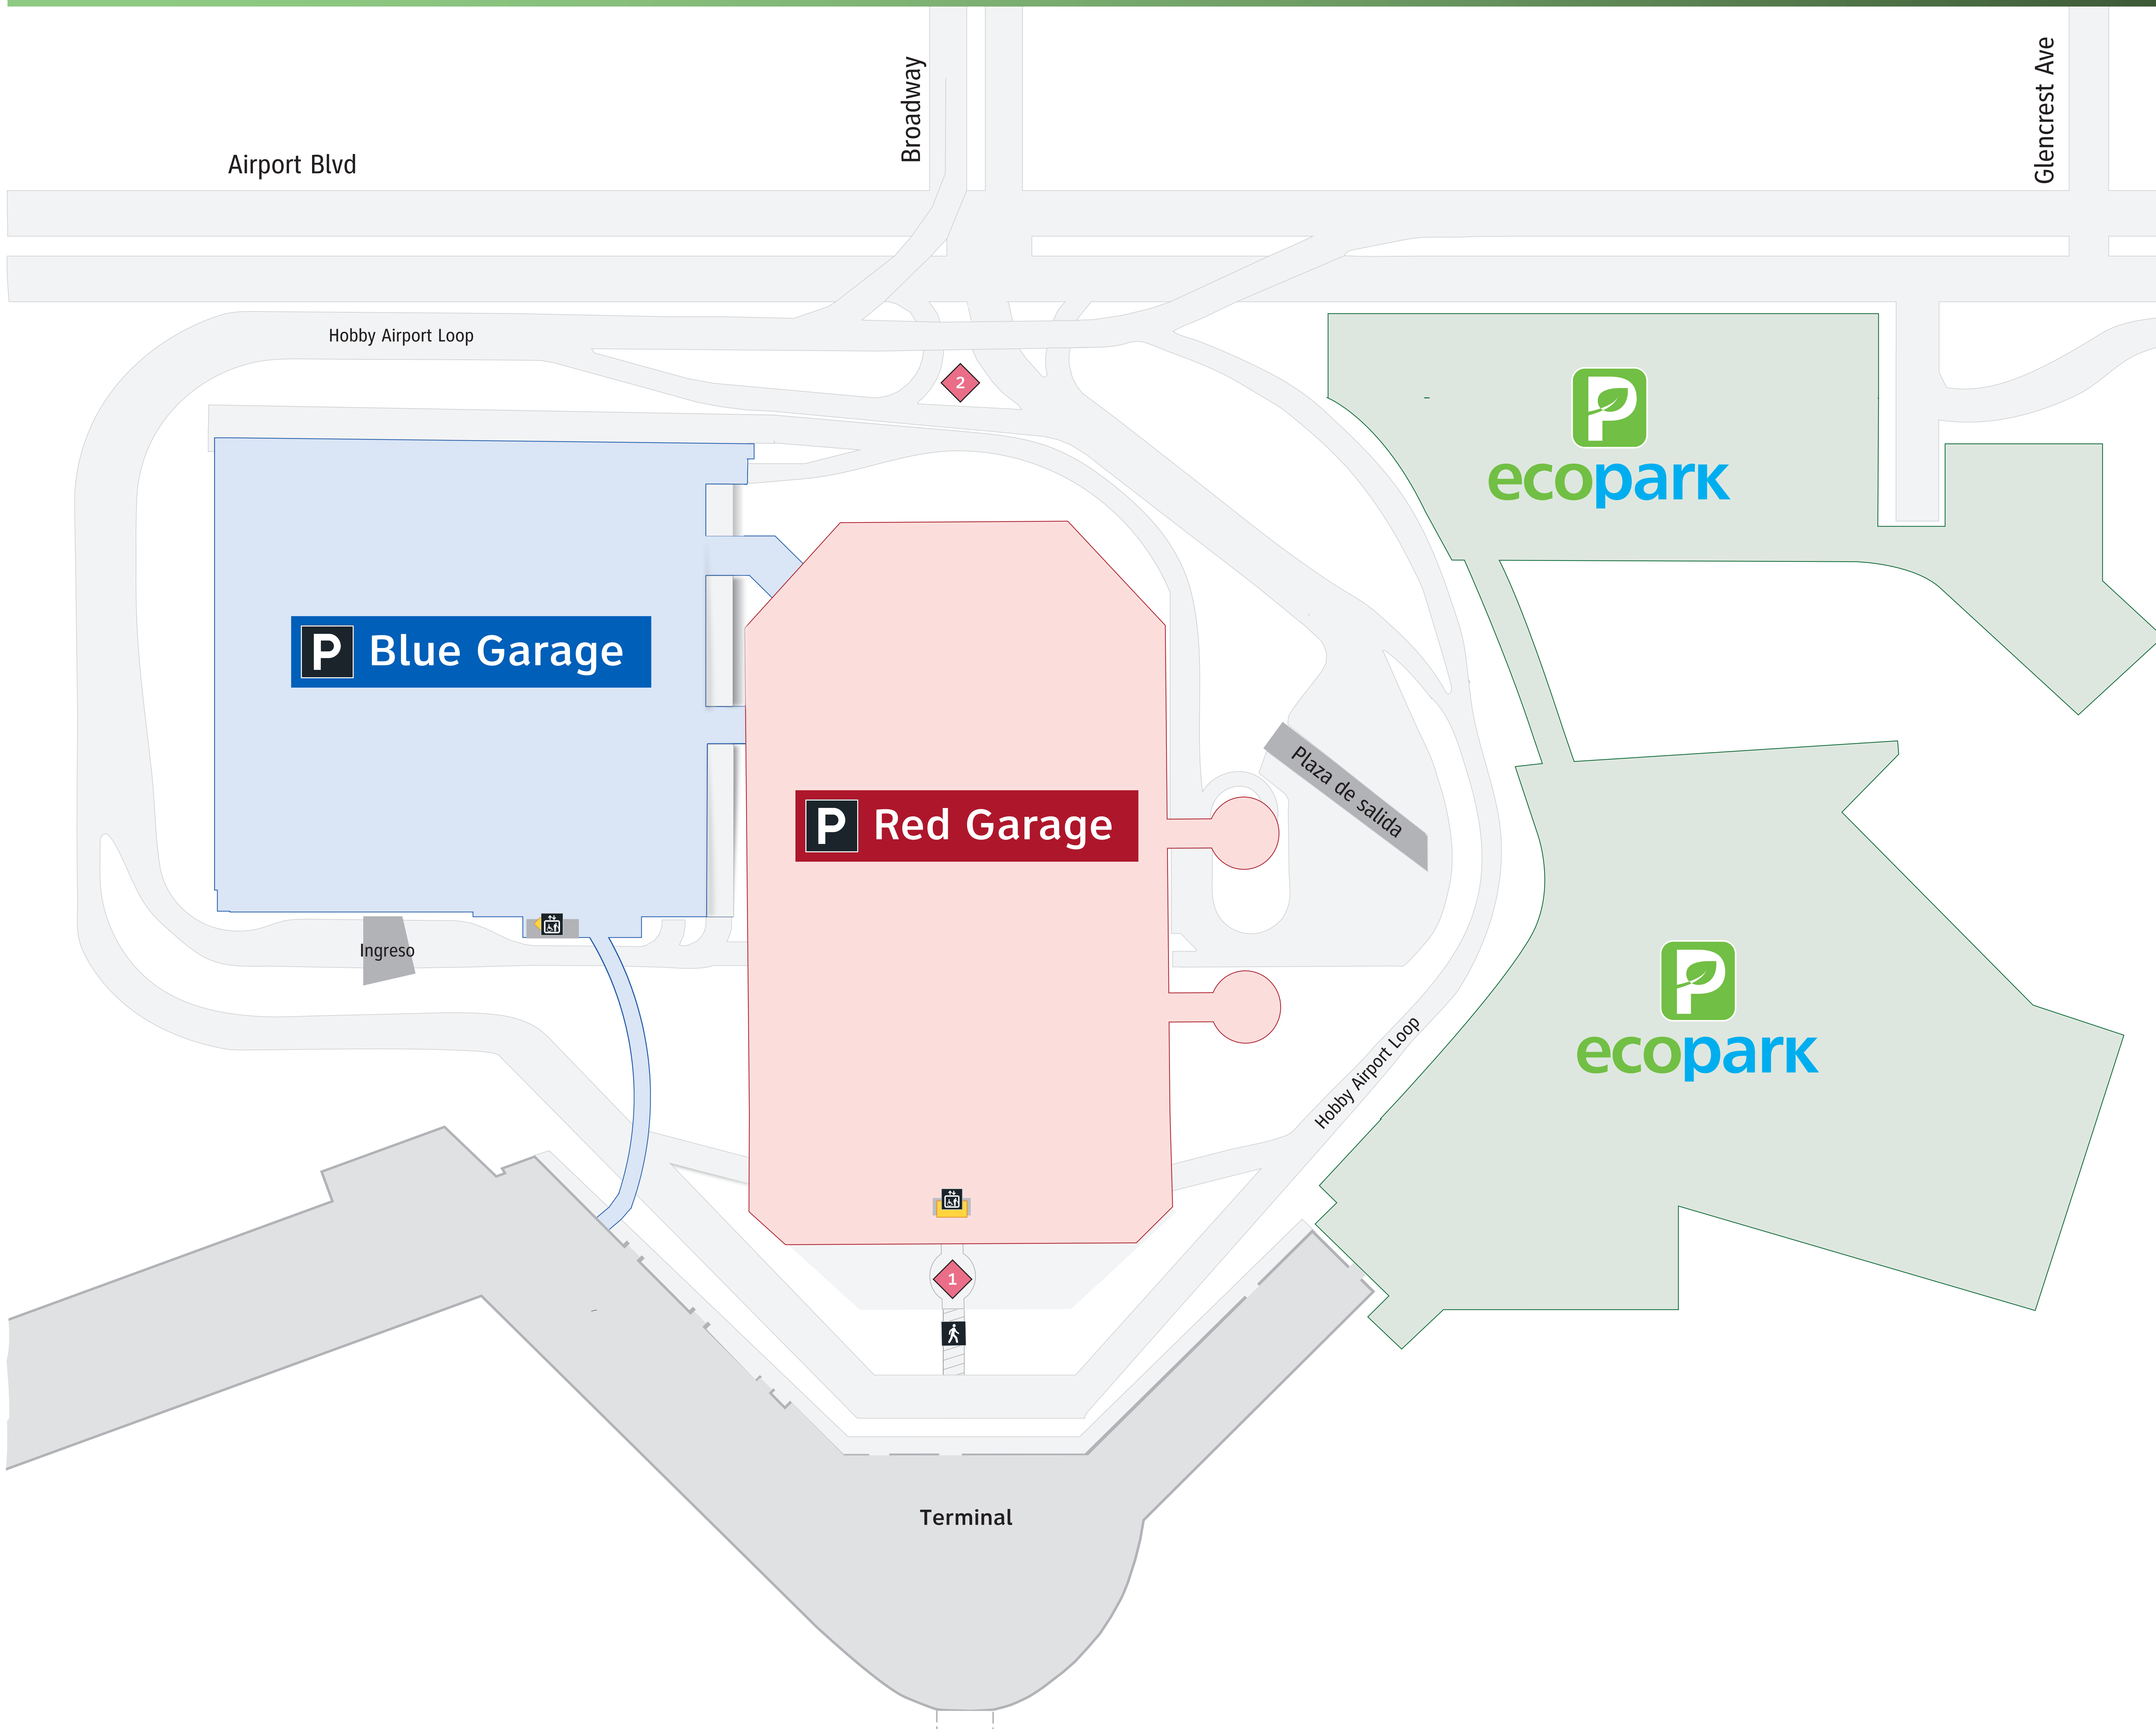 Broadway
Glencrest Ave
Airport Blvd
Hobby Airport Loop
2
P
ecopark
P Blue Garage
Plaza de salida
P Red Garage
Ingreso
P
ecopark
Hobby Airport Loop
1
Terminal